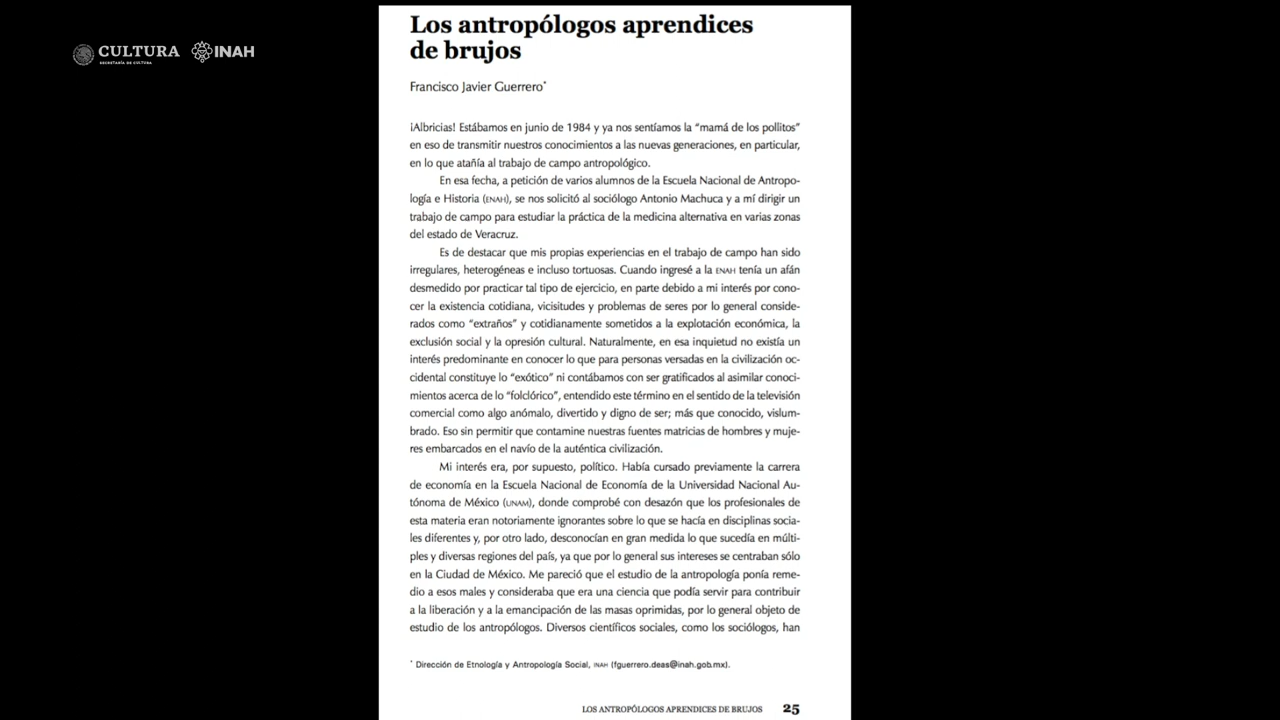 CULTURA
SECRETARÍA DE CULTURA
INAH
Los antropólogos aprendices
de brujos
Francisco Javier Guerrero*
¡Albricias! Estábamos en junio de 1984 y ya nos sentíamos la “mamá de los pollitos”
en eso de transmitir nuestros conocimientos a las nuevas generaciones, en particular,
en lo que atañía al trabajo de campo antropológico.
En esa fecha, a petición de varios alumnos de la Escuela Nacional de Antropo-
logía e Historia (ENAH), se nos solicitó al sociólogo Antonio Machuca y a mí dirigir un
trabajo de campo para estudiar la práctica de la medicina alternativa en varias zonas
del estado de Veracruz.
Es de destacar que mis propias experiencias en el trabajo de campo han sido
irregulares, heterogéneas e incluso tortuosas. Cuando ingresé a la ENAH tenía un afán
desmedido por practicar tal tipo de ejercicio, en parte debido a mi interés por cono-
cer la existencia cotidiana, vicisitudes y problemas de seres por lo general conside-
rados como “extraños” y cotidianamente sometidos a la explotación económica, la
exclusión social y la opresión cultural. Naturalmente, en esa inquietud no existía un
interés predominante en conocer lo que para personas versadas en la civilización oc-
cidental constituye lo “exótico” ni contábamos con ser gratificados al asimilar conoci-
mientos acerca de lo “folclórico”, entendido este término en el sentido de la televisión
comercial como algo anómalo, divertido y digno de ser; más que conocido, vislum-
brado. Eso sin permitir que contamine nuestras fuentes matricias de hombres y muje-
res embarcados en el navío de la auténtica civilización.
Mi interés era, por supuesto, político. Había cursado previamente la carrera
de economía en la Escuela Nacional de Economía de la Universidad Nacional Au-
tónoma de México (UNAM), donde comprobé con desazón que los profesionales de
esta materia eran notoriamente ignorantes sobre lo que se hacía en disciplinas socia-
les diferentes y, por otro lado, desconocían en gran medida lo que sucedía en múlti-
ples y diversas regiones del país, ya que por lo general sus intereses se centraban sólo
en la Ciudad de México. Me pareció que el estudio de la antropología ponía reme-
dio a esos males y consideraba que era una ciencia que podía servir para contribuir
a la liberación y a la emancipación de las masas oprimidas, por lo general objeto de
estudio de los antropólogos. Diversos científicos sociales, como los sociólogos, han
* Dirección de Etnología y Antropología Social, INAH (fguerrero.deas@inah.gob.mx).
LOS ANTROPÓLOGOS APRENDICES DE BRUJOS 25